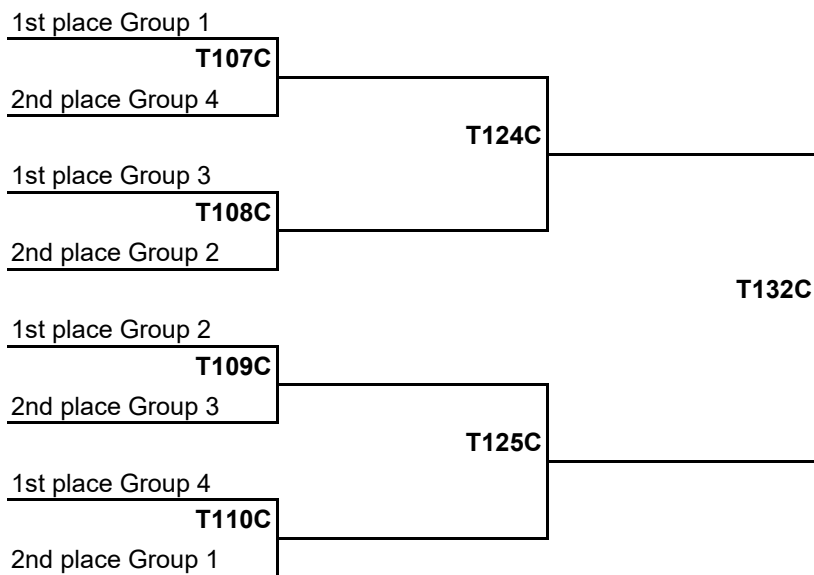 1st place Group 1
T107C
2nd place Group 4
T124C
1st place Group 3
T108C
2nd place Group 2
T132C
1st place Group 2
T109C
2nd place Group 3
T125C
1st place Group 4
T110C
2nd place Group 1